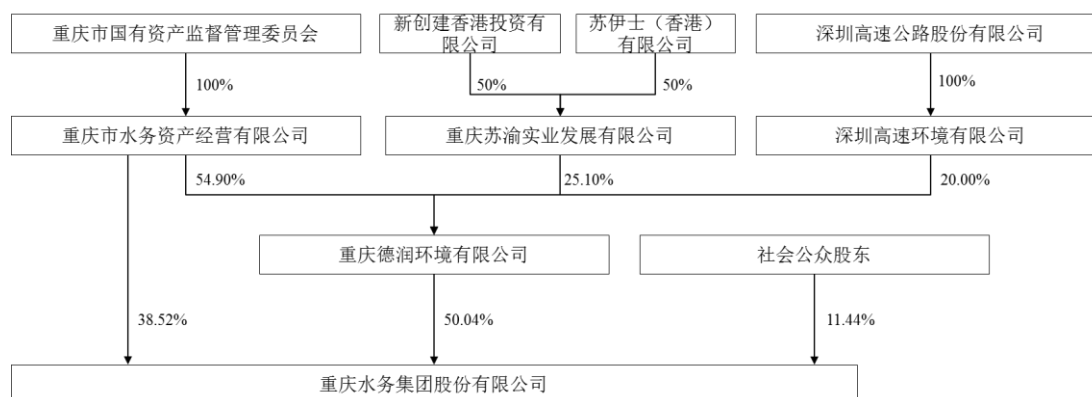 重庆市国有资产监督管理委员会
新创建香港投资有
限公司
苏伊士（香港）
有限公司
深圳高速公路股份有限公司
100%
50%
50%
100%
重庆市水务资产经营有限公司
重庆苏渝实业发展有限公司
深圳高速环境有限公司
54.90%
25.10%
20.00%
重庆德润环境有限公司
社会公众股东
38.52%
50.04%
11.44%
重庆水务集团股份有限公司